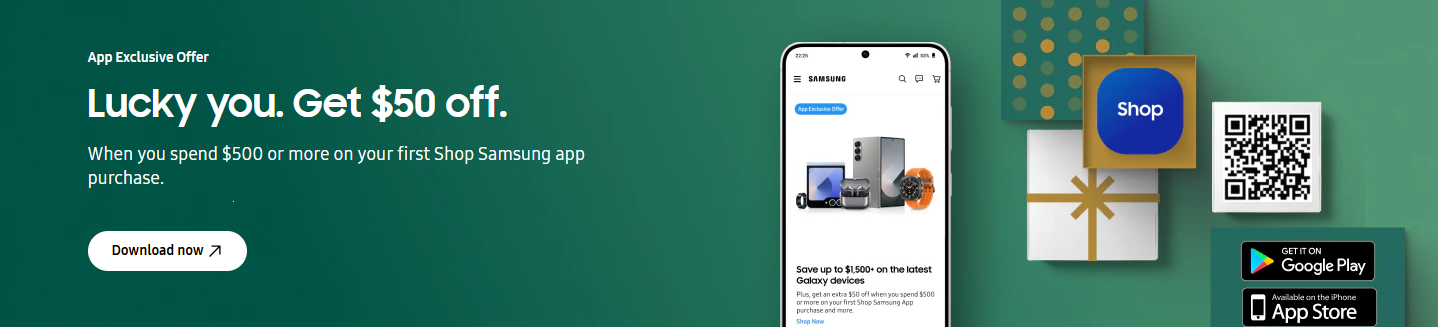 App Exclusive Offer
Lucky you. Get $50 off.
When you spend $500 or more on your first Shop Samsung app
purchase.
Download now
22:25
53%
SAMSUNG
App Exclusive Offer
Save up to $1,500+ on the latest
Galaxy devices
Plus, get an extra $50 off when you spend $500
or more on your first Shop Samsung App
purchase and more.
Shop Now
Shop
GET IT ON
Google Play
Available on the iPhone
App Store